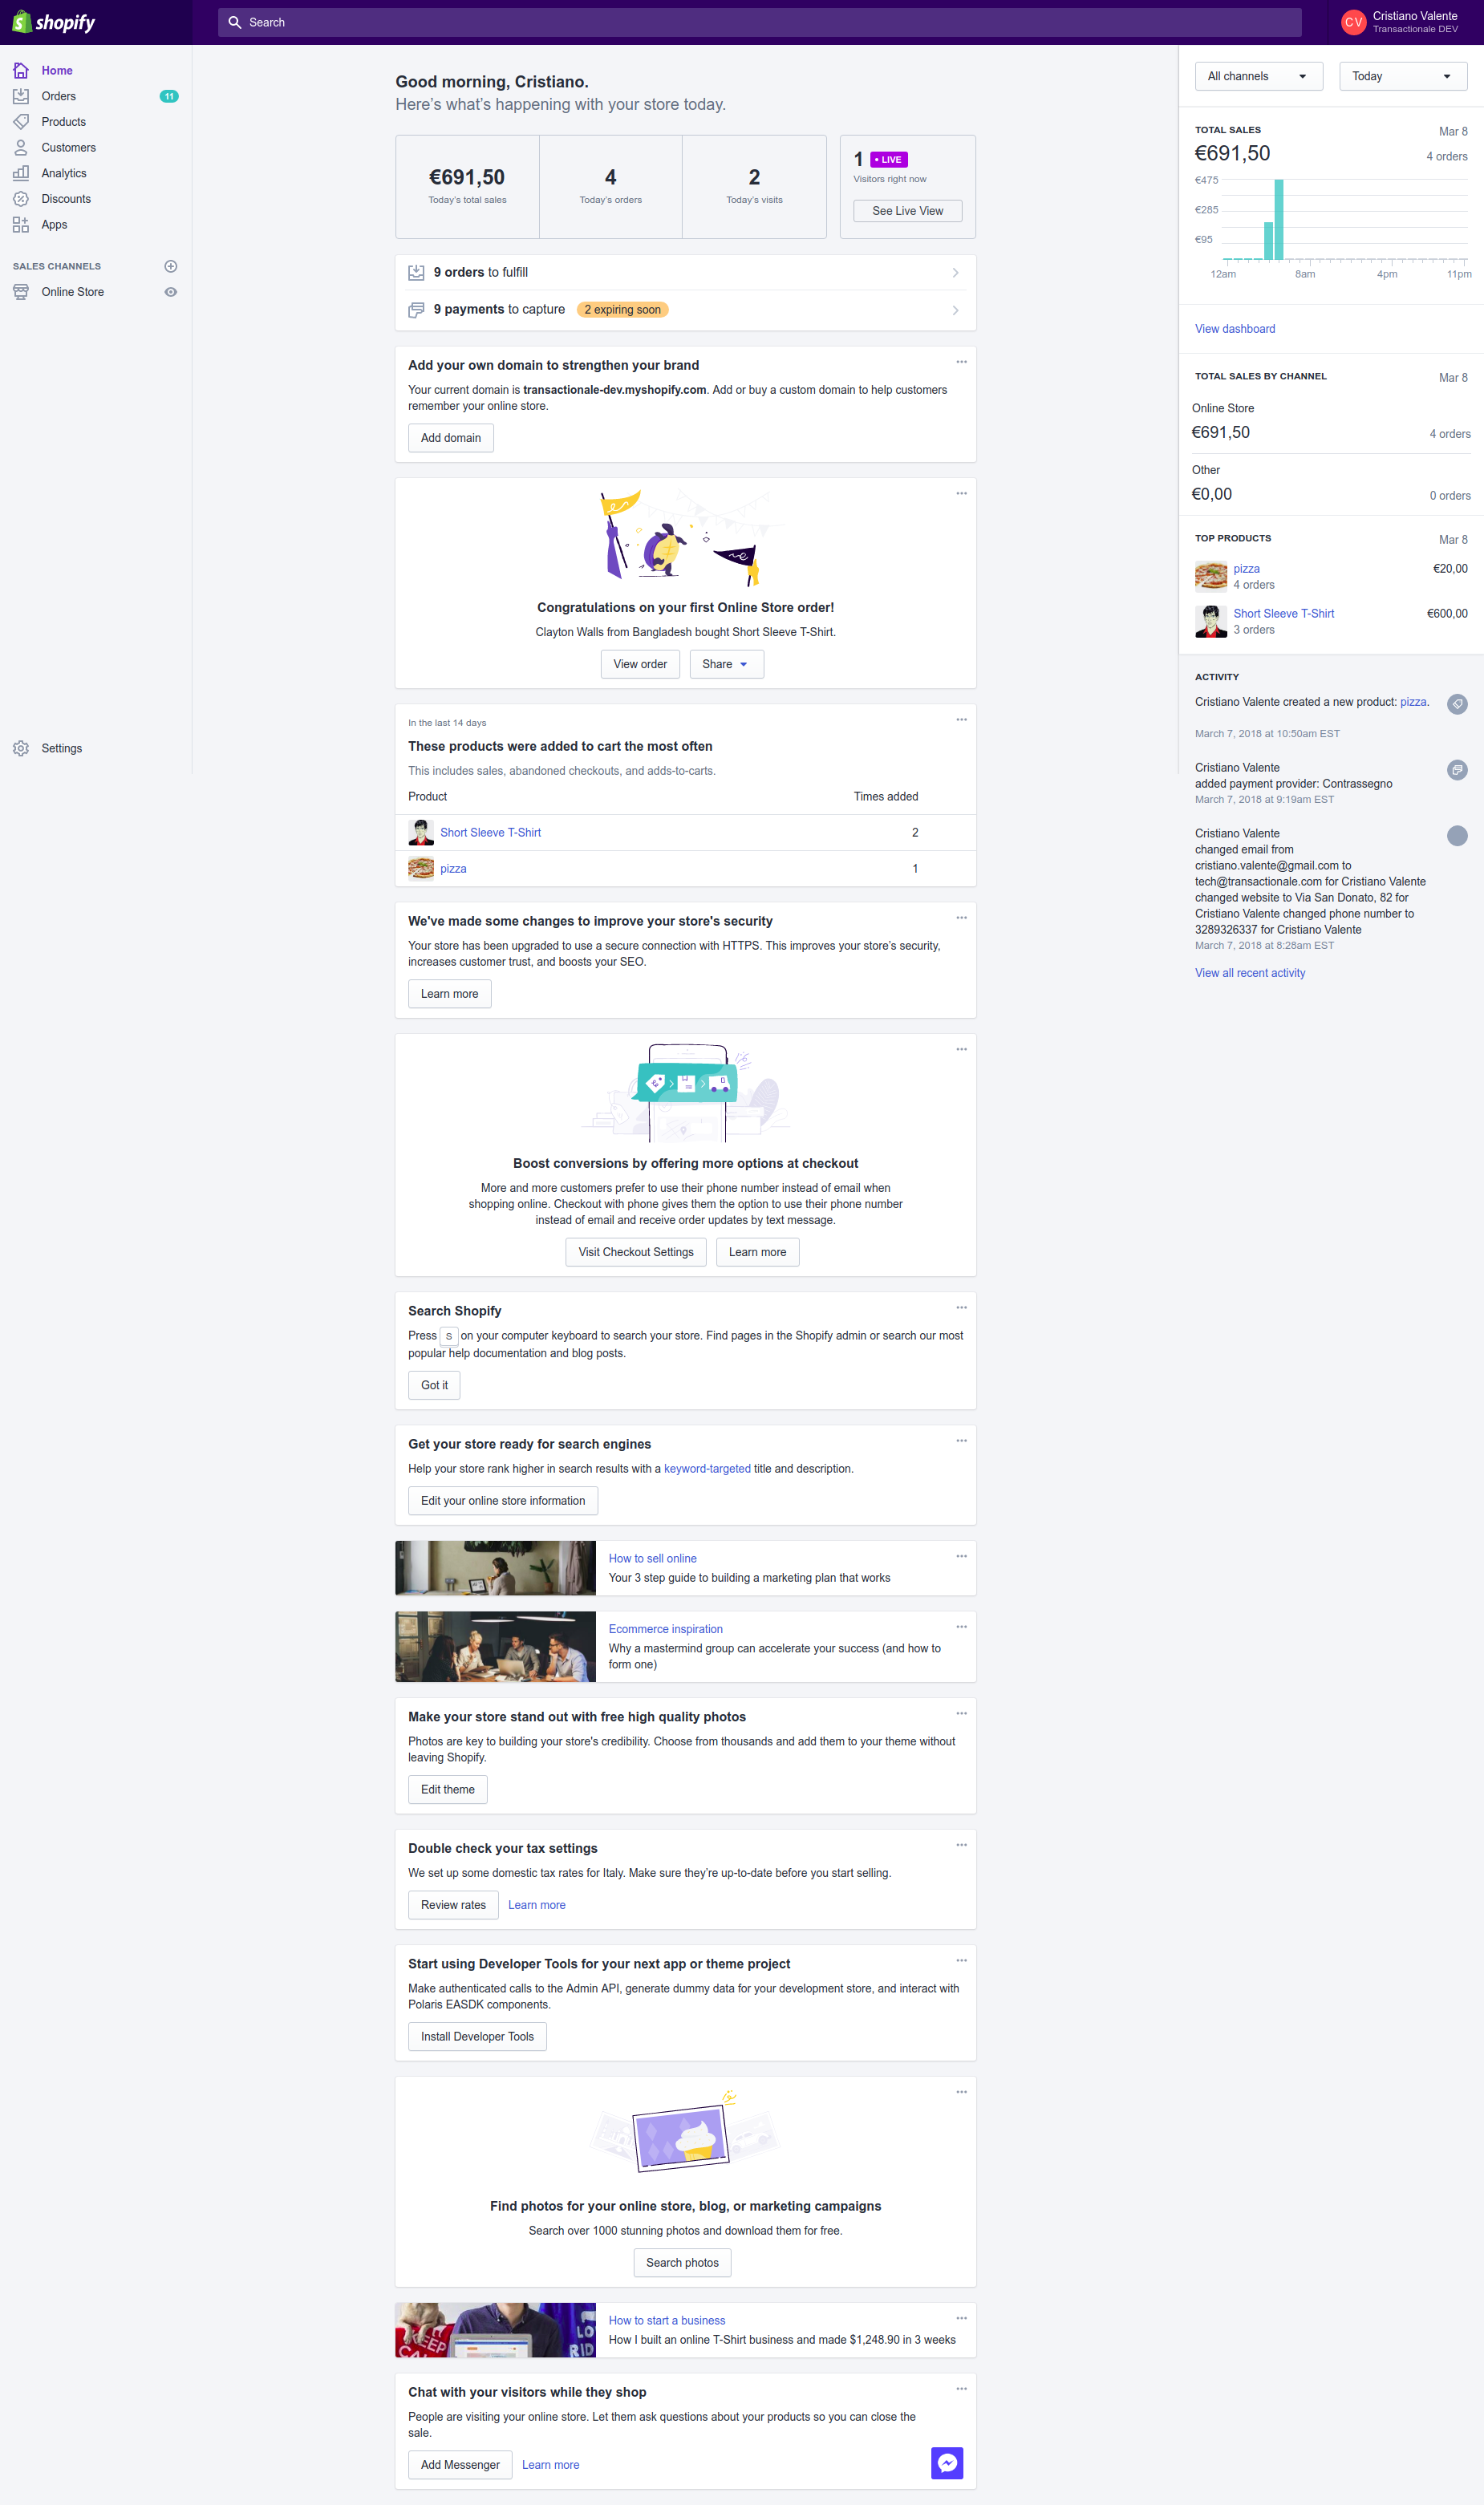 shopify
Search
CV
Cristiano Valente
Transactionale DEV
Home
Orders
11
Products
Customers
Analytics
Discounts
Apps
SALES CHANNELS
Online Store
Settings
Good morning, Cristiano.
Here's what's happening with your store today.
€691,50
Today's total sales
4
Today's orders
2
Today's visits
1 • LIVE
Visitors right now
See Live View
9 orders to fulfill
9 payments to capture 2 expiring soon
Add your own domain to strengthen your brand
Your current domain is transactionale-dev.myshopify.com. Add or buy a custom domain to help customers
remember your online store.
Add domain
Congratulations on your first Online Store order!
Clayton Walls from Bangladesh bought Short Sleeve T-Shirt.
View order
Share
In the last 14 days
These products were added to cart the most often
This includes sales, abandoned checkouts, and adds-to-carts.
Product Times added
Short Sleeve T-Shirt 2
pizza 1
We've made some changes to improve your store's security
Your store has been upgraded to use a secure connection with HTTPS. This improves your store's security,
increases customer trust, and boosts your SEO.
Learn more
Boost conversions by offering more options at checkout
More and more customers prefer to use their phone number instead of email when
shopping online. Checkout with phone gives them the option to use their phone number
instead of email and receive order updates by text message.
Visit Checkout Settings
Learn more
Search Shopify
Press S on your computer keyboard to search your store. Find pages in the Shopify admin or search our most
popular help documentation and blog posts.
Got it
Get your store ready for search engines
Help your store rank higher in search results with a keyword-targeted title and description.
Edit your online store information
How to sell online
Your 3 step guide to building a marketing plan that works
Ecommerce inspiration
Why a mastermind group can accelerate your success (and how to
form one)
Make your store stand out with free high quality photos
Photos are key to building your store's credibility. Choose from thousands and add them to your theme without
leaving Shopify.
Edit theme
Double check your tax settings
We set up some domestic tax rates for Italy. Make sure they're up-to-date before you start selling.
Review rates
Learn more
Start using Developer Tools for your next app or theme project
Make authenticated calls to the Admin API, generate dummy data for your development store, and interact with
Polaris EASDK components.
Install Developer Tools
Find photos for your online store, blog, or marketing campaigns
Search over 1000 stunning photos and download them for free.
Search photos
How to start a business
How I built an online T-Shirt business and made $1,248.90 in 3 weeks
Chat with your visitors while they shop
People are visiting your online store. Let them ask questions about your products so you can close the
sale.
Add Messenger
Learn more
All channels
Today
TOTAL SALES Mar 8
€691,50 4 orders
€475
€285
€95
12am 8am 4pm 11pm
View dashboard
TOTAL SALES BY CHANNEL Mar 8
Online Store
€691,50 4 orders
Other
€0,00 0 orders
TOP PRODUCTS Mar 8
pizza €20,00
4 orders
Short Sleeve T-Shirt €600,00
3 orders
ACTIVITY
Cristiano Valente created a new product: pizza.
March 7, 2018 at 10:50am EST
Cristiano Valente
added payment provider: Contrassegno
March 7, 2018 at 9:19am EST
Cristiano Valente
changed email from
cristiano.valente@gmail.com to
tech@transactionale.com for Cristiano Valente
changed website to Via San Donato, 82 for
Cristiano Valente changed phone number to
3289326337 for Cristiano Valente
March 7, 2018 at 8:28am EST
View all recent activity